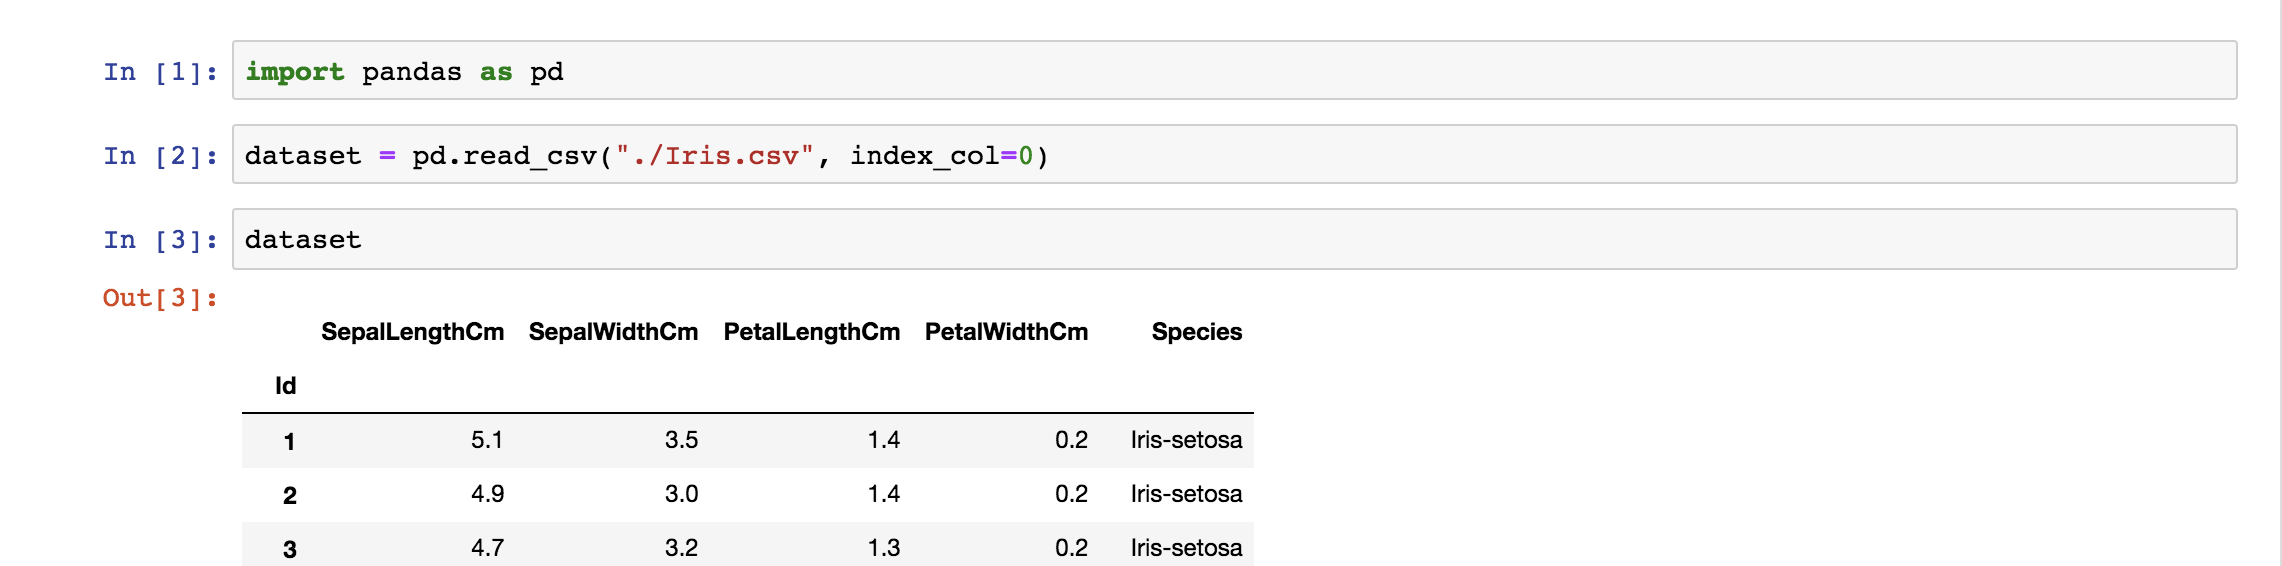 In [1]: import pandas as pd
In [2]: dataset = pd.read_csv("./Iris.csv", index_col=0)
In [3]: dataset
Out[3]:
SepalLengthCm SepalWidthCm PetalLengthCm PetalWidthCm Species
Id
1 5.1 3.5 1.4 0.2 Iris-setosa
2 4.9 3.0 1.4 0.2 Iris-setosa
3 4.7 3.2 1.3 0.2 Iris-setosa